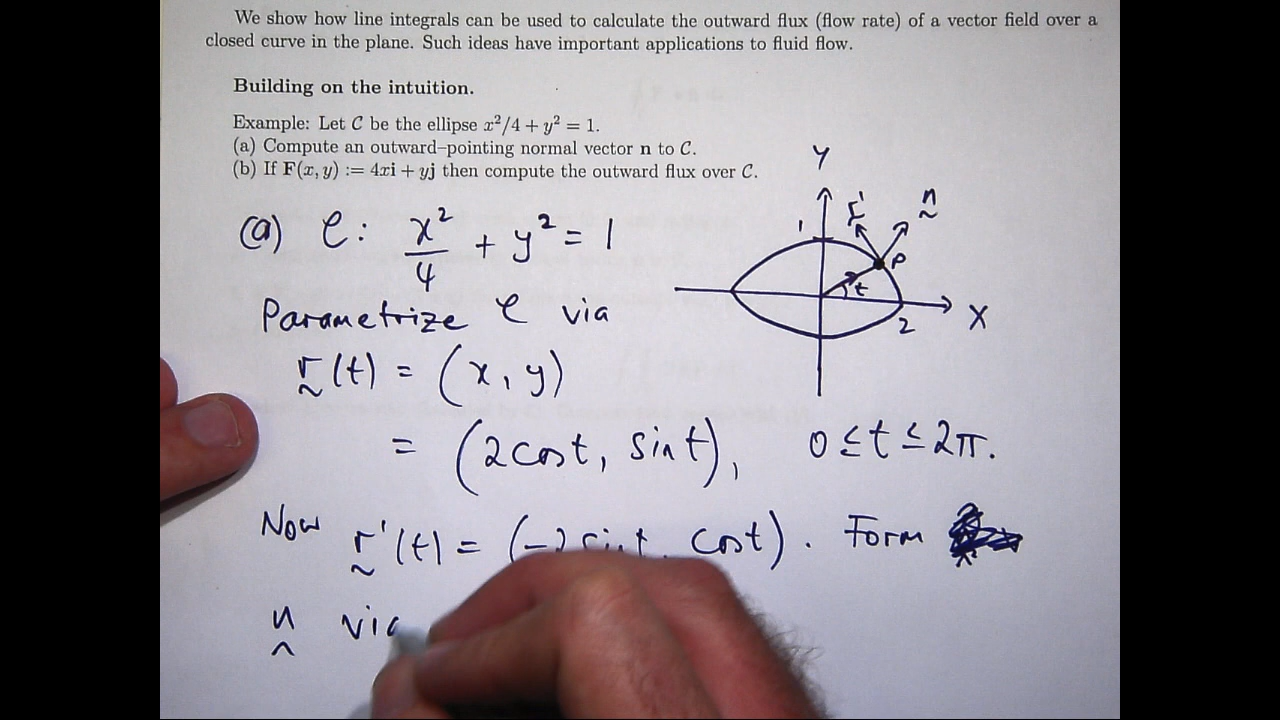 We show how line integrals can be used to calculate the outward flux (flow rate) of a vector field over a
closed curve in the plane. Such ideas have important applications to fluid flow.
Building on the intuition.
Example: Let C be the ellipse x²/4 + y² = 1.
(a) Compute an outward–pointing normal vector n to C.
(b) If F(x, y) := 4xi + yj then compute the outward flux over C.
(a) C: x²/4 + y² = 1
Y
1
r'
n
P
t
2
X
Parametrize C via
r(t) = (x, y)
= (2cost, sint), 0 ≤ t ≤ 2π.
Now r'(t) = (-2sint, cost). Form
n via